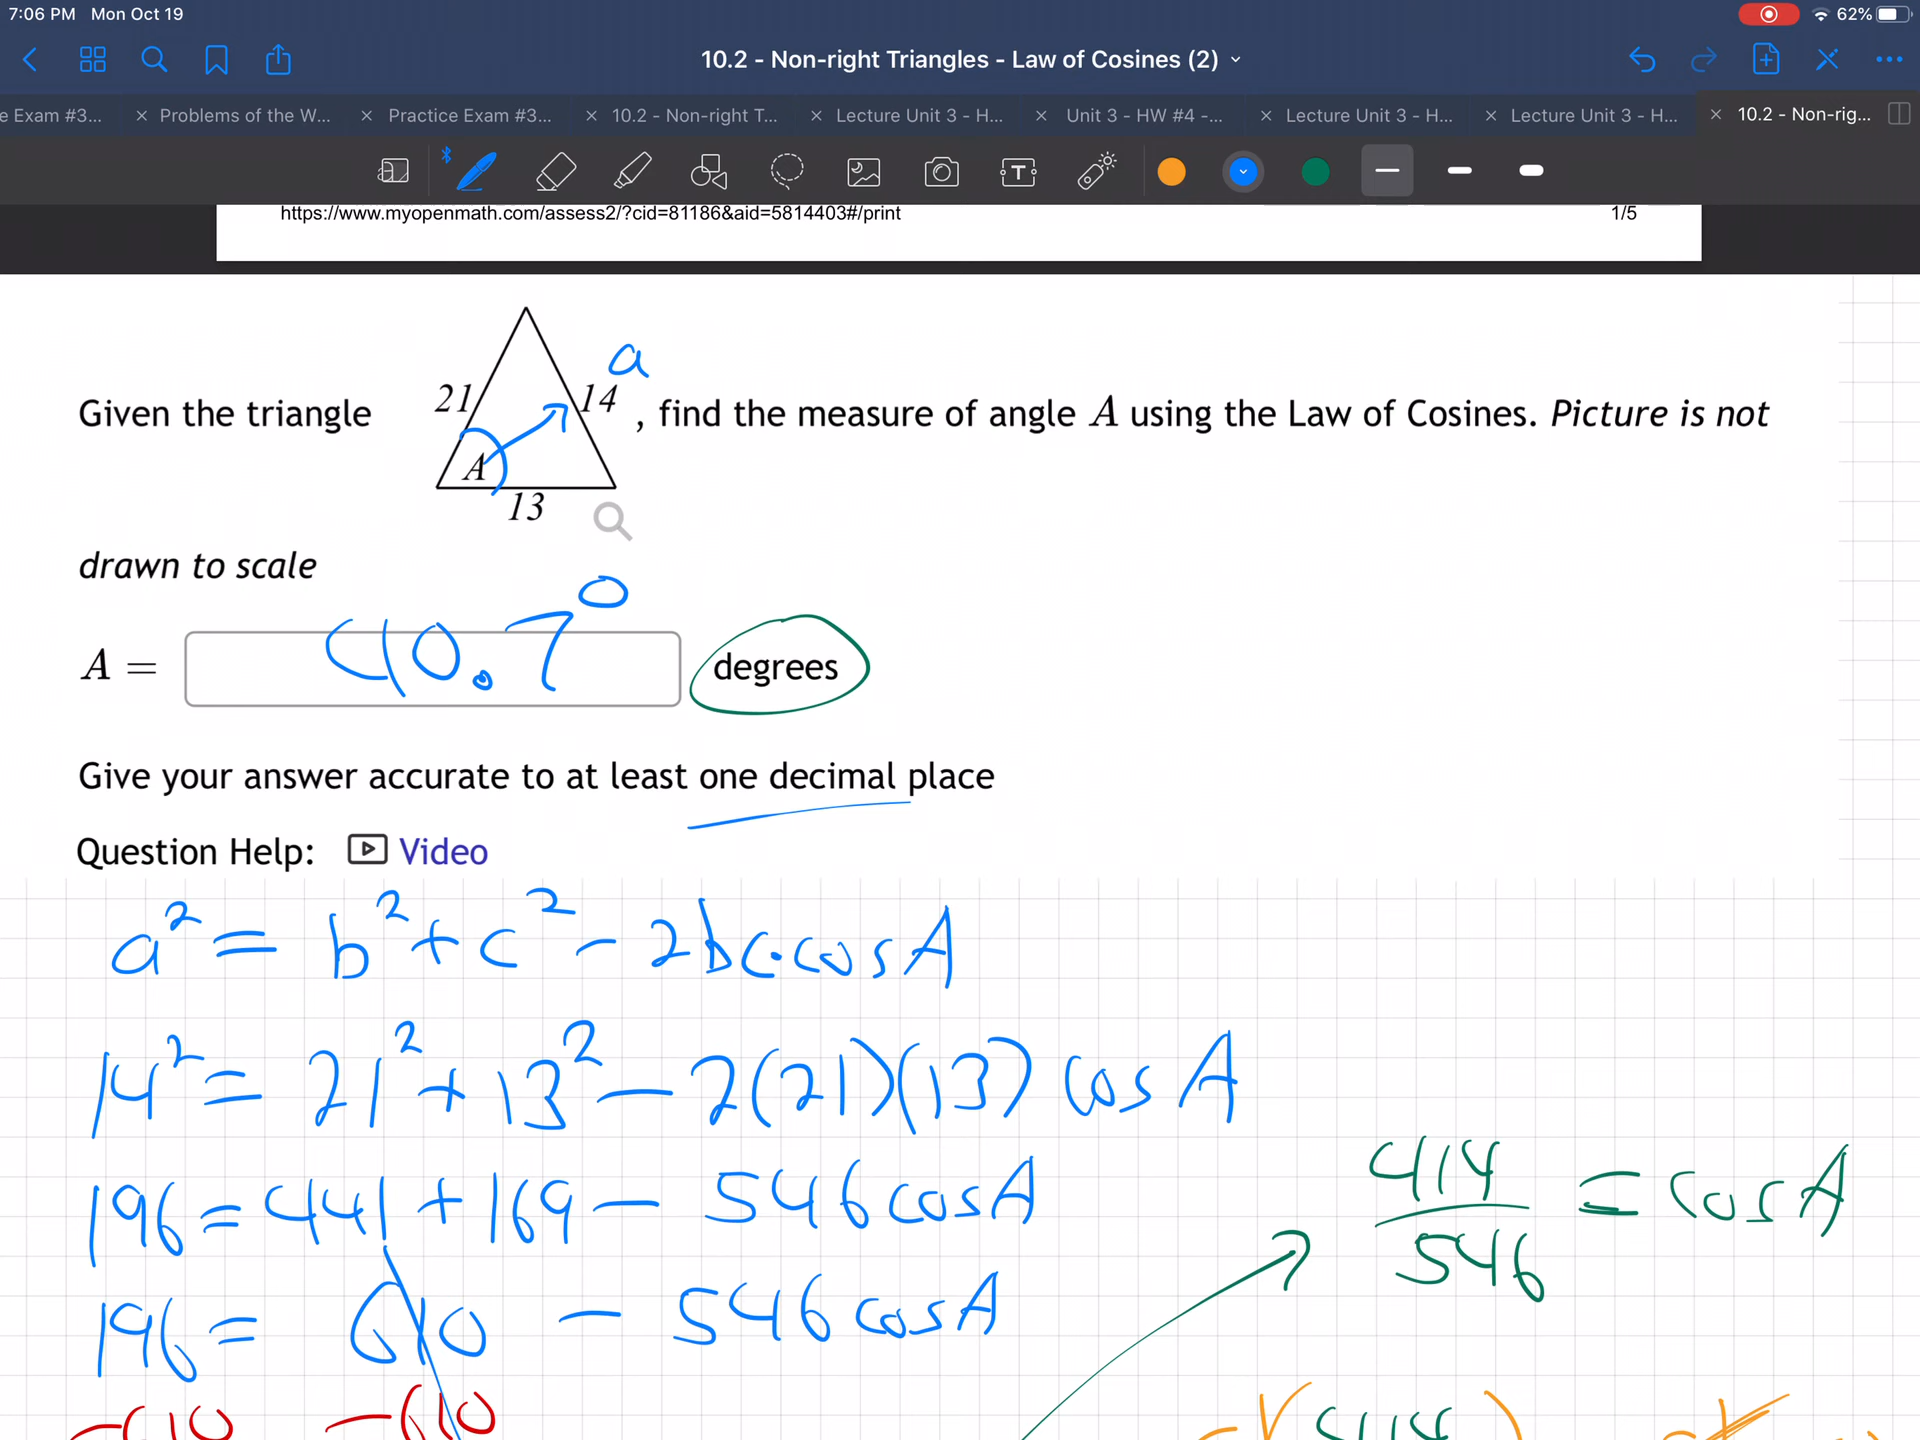 7:06 PM Mon Oct 19
62%
10.2 - Non-right Triangles - Law of Cosines (2)
e Exam #3... × Problems of the W... × Practice Exam #3... × 10.2 - Non-right T... × Lecture Unit 3 - H... × Unit 3 - HW #4 -... × Lecture Unit 3 - H... × Lecture Unit 3 - H... × 10.2 - Non-rig...
T
https://www.myopenmath.com/assess2/?cid=81186&aid=5814403#/print 1/5
a
21 14
Given the triangle , find the measure of angle A using the Law of Cosines. Picture is not
A
13
drawn to scale
A = 40.7° degrees
Give your answer accurate to at least one decimal place
Question Help: Video
a² = b² + c² - 2bc·cosA
14² = 21² + 13² - 2(21)(13) cosA
196 = 441 + 169 - 546cosA
414/546 = cosA
196 = 610 - 546cosA
-610 -610